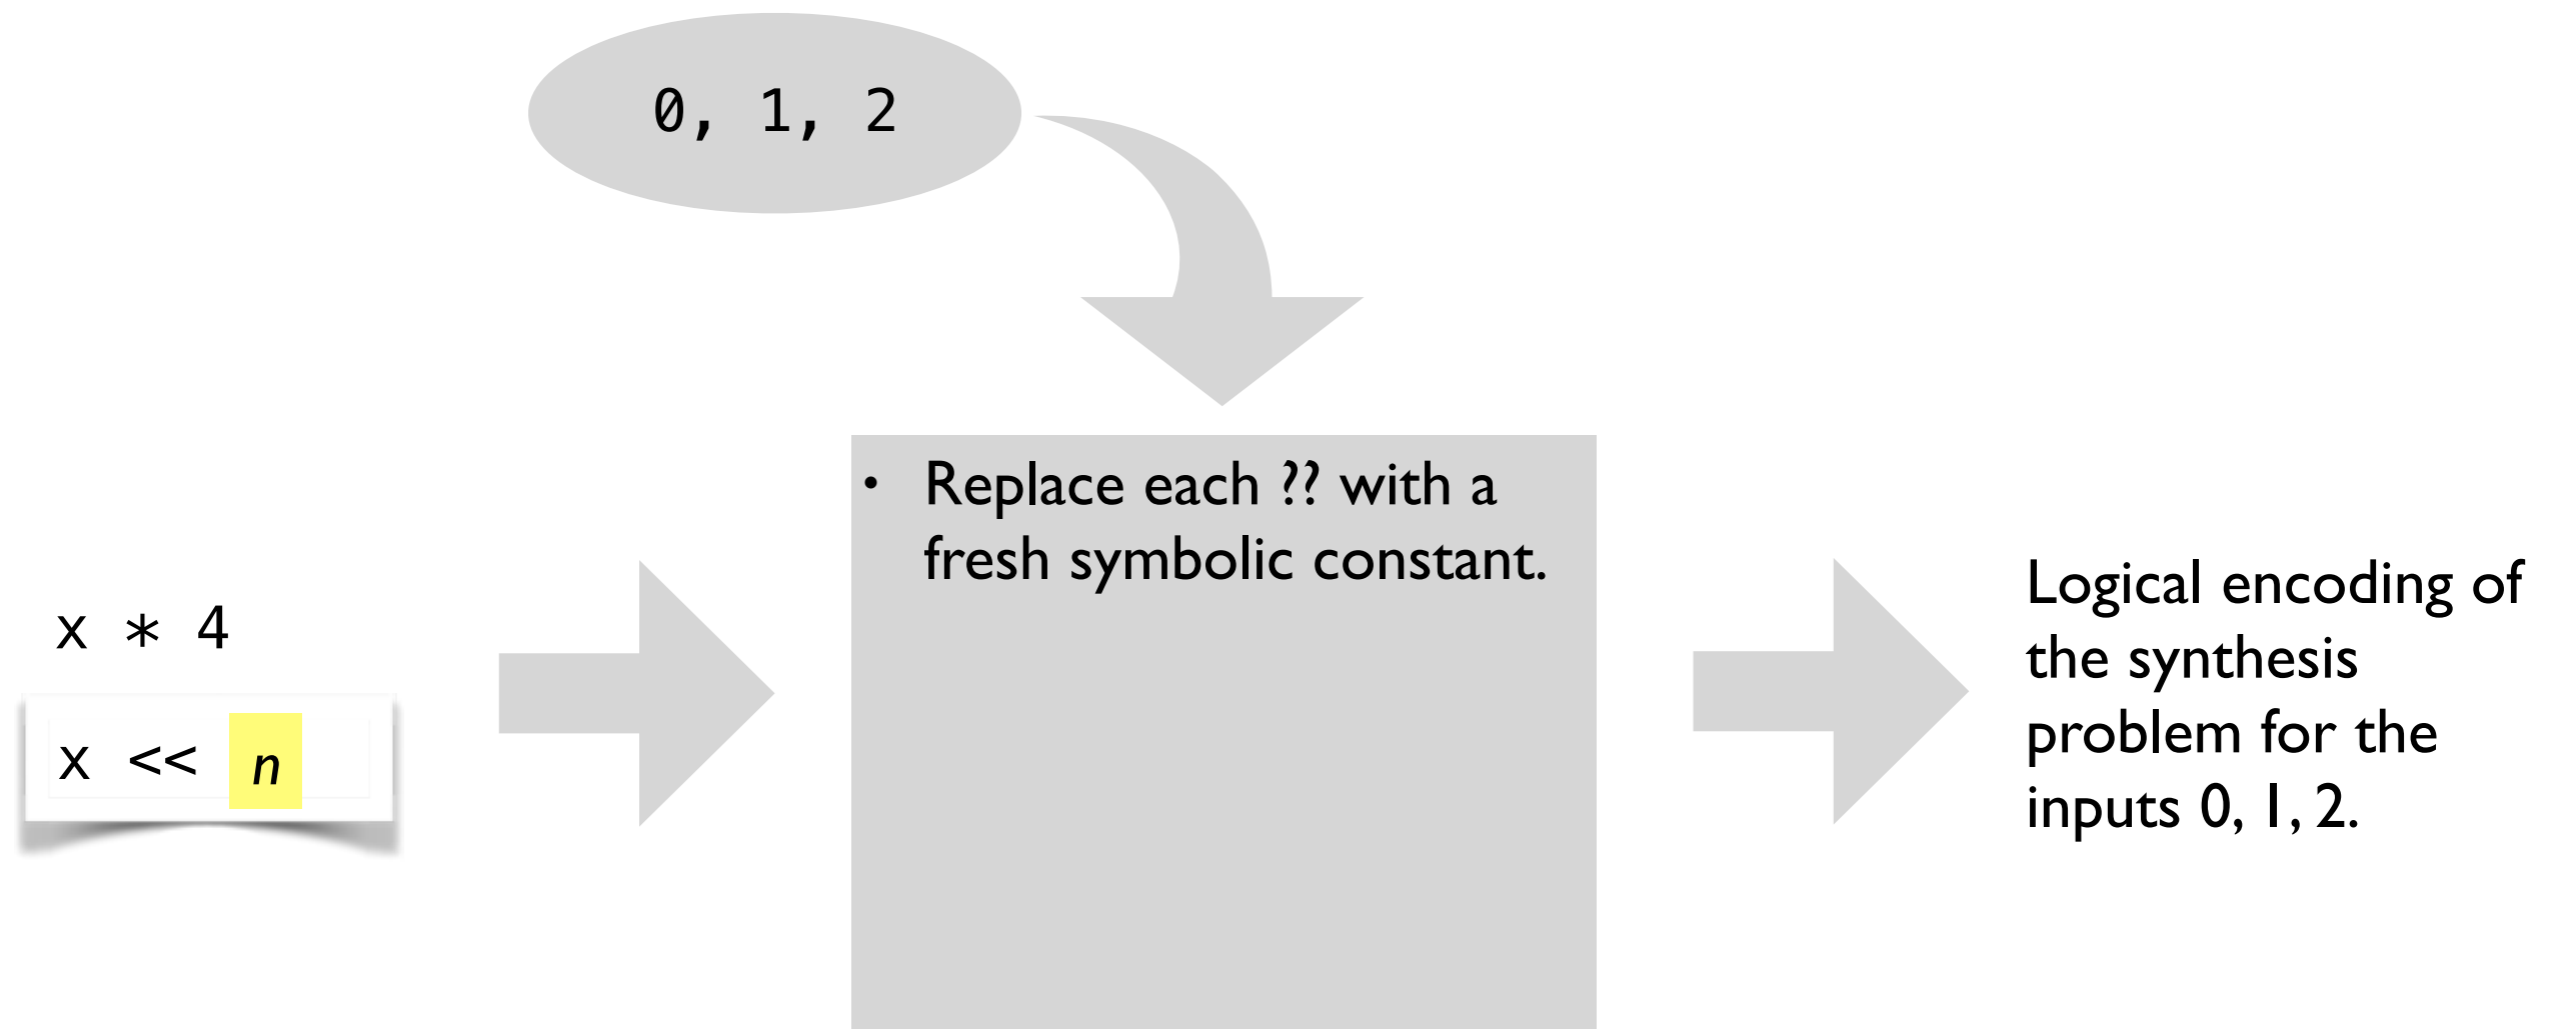 0, 1, 2
• Replace each ?? with a
fresh symbolic constant.
x * 4
x << n
Logical encoding of
the synthesis
problem for the
inputs 0, 1, 2.